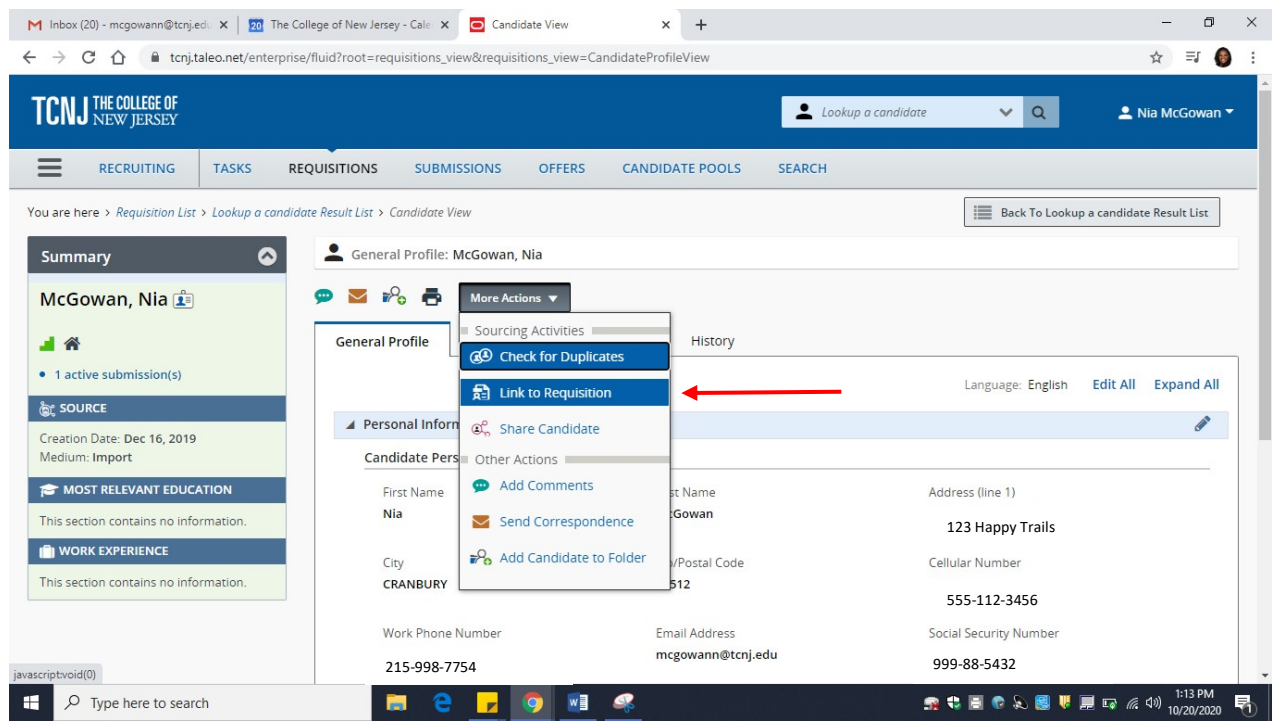 Inbox (20) - mcgowann@tcnj.edu
20 The College of New Jersey - Cale
Candidate View
tcnj.taleo.net/enterprise/fluid?root=requisitions_view&requisitions_view=CandidateProfileView
TCNJ THE COLLEGE OF
NEW JERSEY
Lookup a candidate
Nia McGowan
RECRUITING TASKS REQUISITIONS SUBMISSIONS OFFERS CANDIDATE POOLS SEARCH
You are here > Requisition List > Lookup a candidate Result List > Candidate View
Back To Lookup a candidate Result List
Summary
McGowan, Nia
1 active submission(s)
SOURCE
Creation Date: Dec 16, 2019
Medium: Import
MOST RELEVANT EDUCATION
This section contains no information.
WORK EXPERIENCE
This section contains no information.
General Profile: McGowan, Nia
More Actions
General Profile
History
Sourcing Activities
Check for Duplicates
Link to Requisition
Share Candidate
Other Actions
Add Comments
Send Correspondence
Add Candidate to Folder
Language: English Edit All Expand All
Personal Inform
Candidate Pers
First Name
Nia
st Name
Gowan
Address (line 1)
123 Happy Trails
City
CRANBURY
/Postal Code
512
Cellular Number
555-112-3456
Work Phone Number
215-998-7754
Email Address
mcgowann@tcnj.edu
Social Security Number
999-88-5432
javascript:void(0)
Type here to search
1:13 PM
10/20/2020